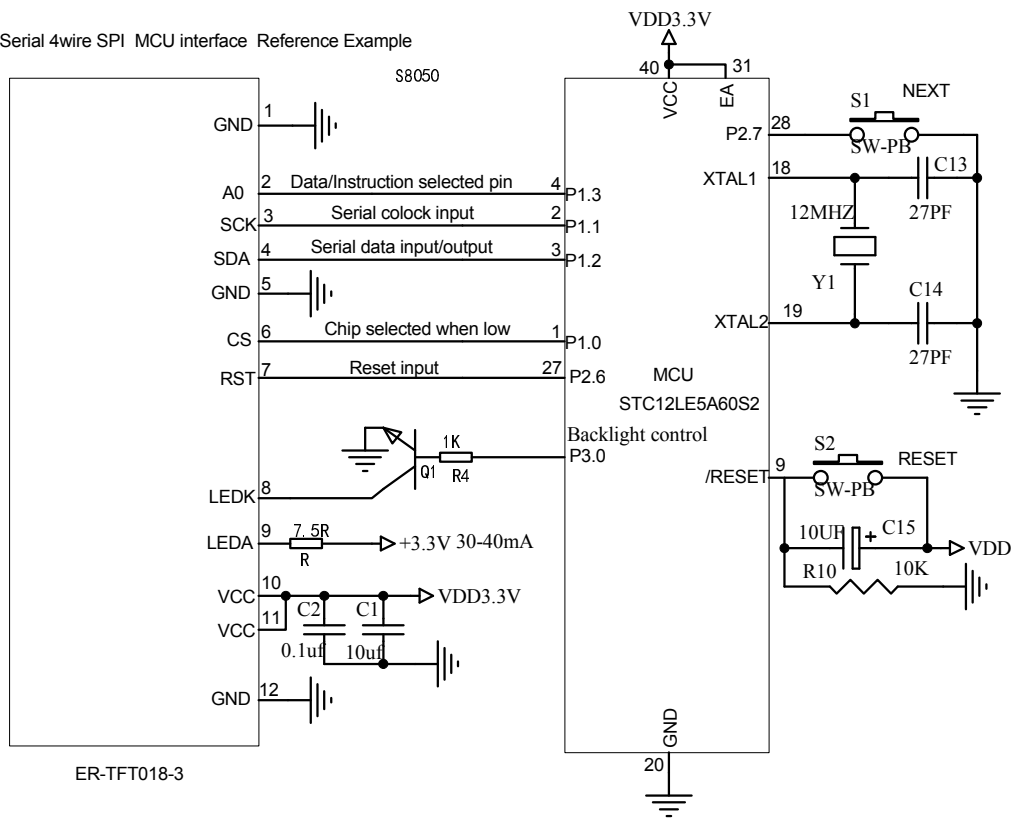 Serial 4wire SPI MCU interface Reference Example
S8050
VDD3.3V
40
31
VCC
EA
GND
1
A0
2
Data/Instruction selected pin
4
P1.3
SCK
3
Serial colock input
2
P1.1
SDA
4
Serial data input/output
3
P1.2
GND
5
CS
6
Chip selected when low
1
P1.0
RST
7
Reset input
27
P2.6
MCU
STC12LE5A60S2
Backlight control
P3.0
1K
R4
Q1
LEDK
8
LEDA
9
7.5R
R
+3.3V 30-40mA
VCC
10
VCC
11
VDD3.3V
C2
C1
0.1uf
10uf
GND
12
ER-TFT018-3
P2.7
28
S1
NEXT
SW-PB
XTAL1
18
C13
12MHZ
27PF
Y1
C14
XTAL2
19
27PF
/RESET
9
S2
RESET
SW-PB
10UF
+
C15
VDD
R10
10K
GND
20